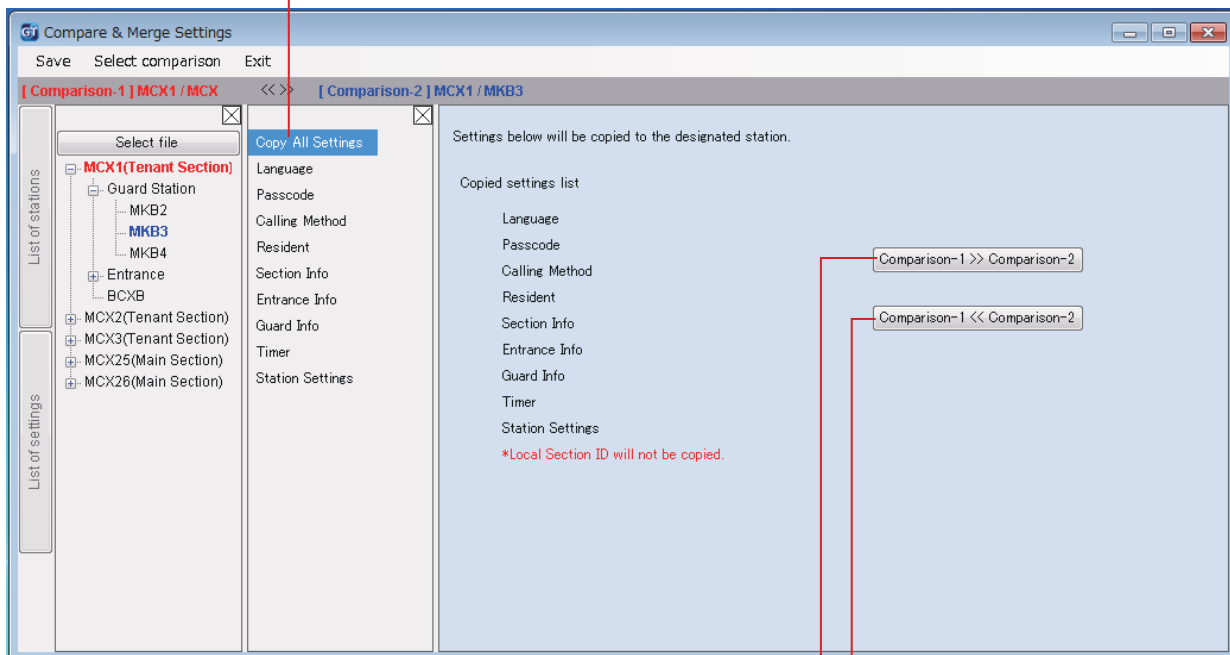 GT Compare & Merge Settings
Save Select comparison Exit
[ Comparison-1 ] MCX1 / MCX << >> [ Comparison-2 ] MCX1 / MKB3
List of stations
List of settings
Select file
MCX1(Tenant Section)
Guard Station
MKB2
MKB3
MKB4
Entrance
BCXB
MCX2(Tenant Section)
MCX3(Tenant Section)
MCX25(Main Section)
MCX26(Main Section)
Copy All Settings
Language
Passcode
Calling Method
Resident
Section Info
Entrance Info
Guard Info
Timer
Station Settings
Settings below will be copied to the designated station.
Copied settings list
Language
Passcode
Calling Method
Resident
Section Info
Entrance Info
Guard Info
Timer
Station Settings
*Local Section ID will not be copied.
Comparison-1 >> Comparison-2
Comparison-1 << Comparison-2